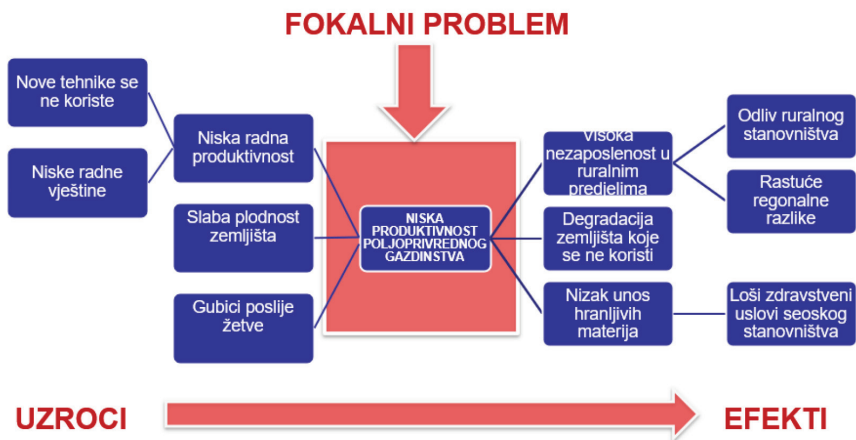 FOKALNI PROBLEM
Nove tehnike se
ne koriste
Niske radne
vještine
Niska radna
produktivnost
Slaba plodnost
zemljišta
Gubici poslije
žetve
NISKA
PRODUKTIVNOST
POLJOPRIVREDNOG
GAZDINSTVA
Visoka
nezaposlenost u
ruralnim predjelima
Degradacija
zemljišta koje
se ne koristi
Nizak unos
hranljivih
materija
Odliv ruralnog
stanovništva
Rastuće
regionalne
razlike
Loši zdravstveni
uslovi seoskog
stanovništva
UZROCI
EFEKTI